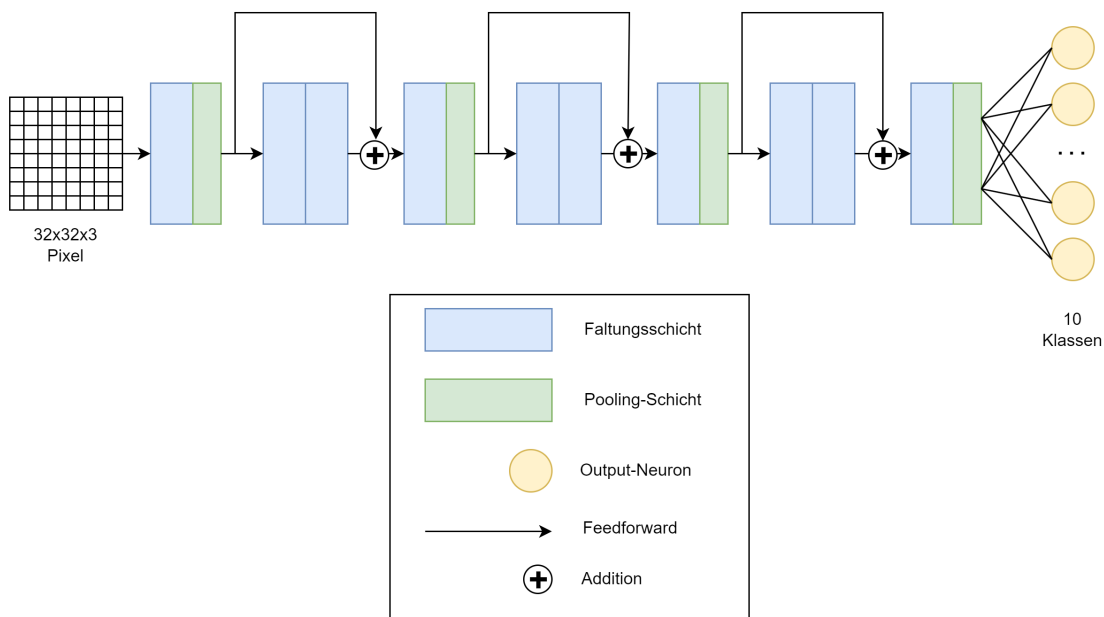 32x32x3
Pixel
. . .
10
Klassen
Faltungsschicht
Pooling-Schicht
Output-Neuron
Feedforward
Addition